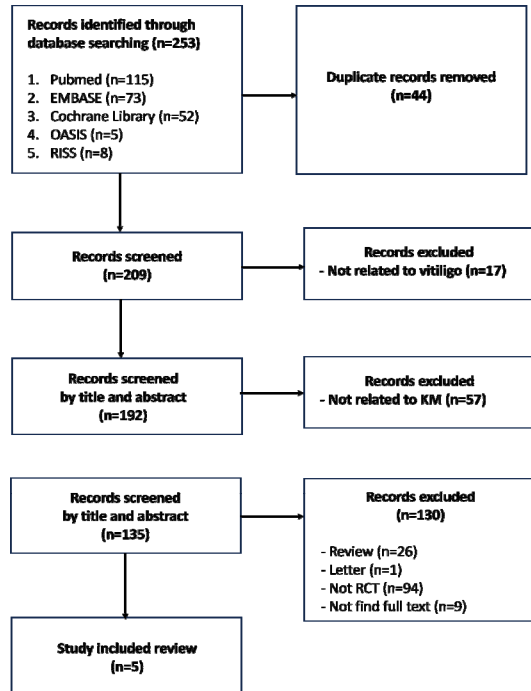 Records identified through
database searching (n=253)
1. Pubmed (n=115)
2. EMBASE (n=73)
3. Cochrane Library (n=52)
4. OASIS (n=5)
5. RISS (n=8)
Duplicate records removed
(n=44)
Records screened
(n=209)
Records excluded
- Not related to vitiligo (n=17)
Records screened
by title and abstract
(n=192)
Records excluded
- Not related to KM (n=57)
Records screened
by title and abstract
(n=135)
Records excluded
(n=130)
- Review (n=26)
- Letter (n=1)
- Not RCT (n=94)
- Not find full text (n=9)
Study included review
(n=5)